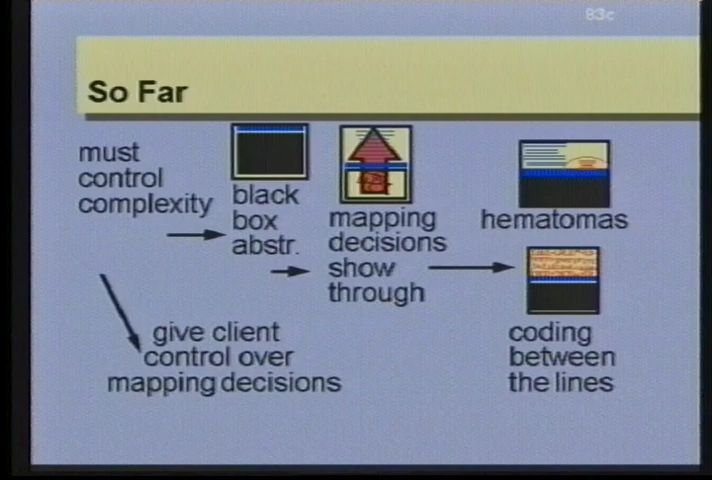 83c
So Far
must
control
complexity
black
box
abstr.
mapping
decisions
show
through
hematomas
coding
between
the lines
give client
control over
mapping decisions